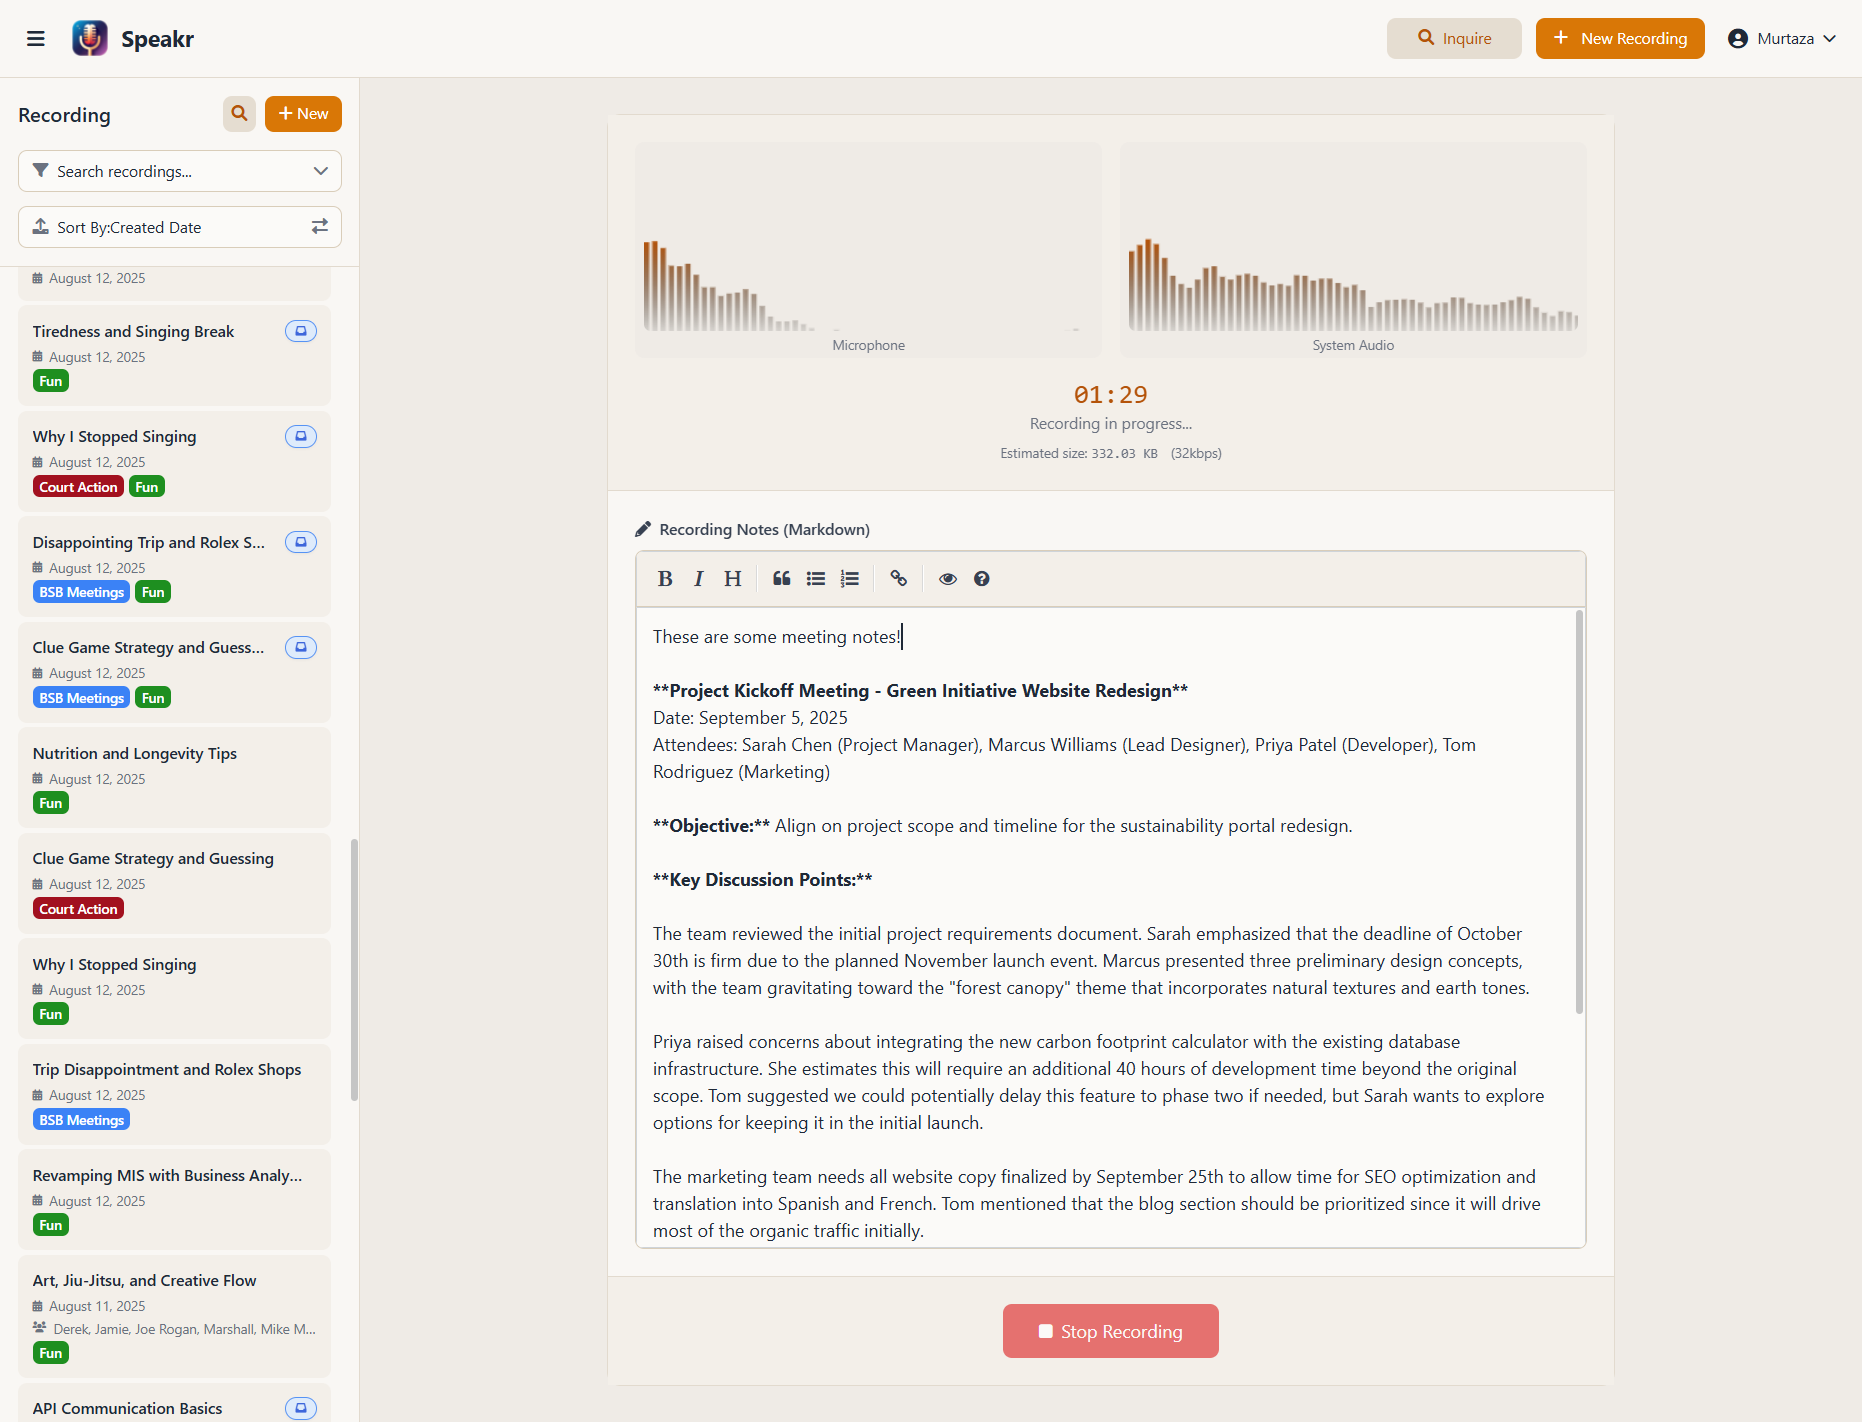 Speakr
Inquire
New Recording
Murtaza
Recording
New
Search recordings...
Sort By:Created Date
August 12, 2025
Tiredness and Singing Break
August 12, 2025
Fun
Why I Stopped Singing
August 12, 2025
Court Action Fun
Disappointing Trip and Rolex S...
August 12, 2025
BSB Meetings Fun
Clue Game Strategy and Guess...
August 12, 2025
BSB Meetings Fun
Nutrition and Longevity Tips
August 12, 2025
Fun
Clue Game Strategy and Guessing
August 12, 2025
Court Action
Why I Stopped Singing
August 12, 2025
Fun
Trip Disappointment and Rolex Shops
August 12, 2025
BSB Meetings
Revamping MIS with Business Analy...
August 12, 2025
Fun
Art, Jiu-Jitsu, and Creative Flow
August 11, 2025
Derek, Jamie, Joe Rogan, Marshall, Mike M...
Fun
API Communication Basics
Microphone
System Audio
01:29
Recording in progress...
Estimated size: 332.03 KB (32kbps)
Recording Notes (Markdown)
B I H
These are some meeting notes!
**Project Kickoff Meeting - Green Initiative Website Redesign**
Date: September 5, 2025
Attendees: Sarah Chen (Project Manager), Marcus Williams (Lead Designer), Priya Patel (Developer), Tom
Rodriguez (Marketing)
**Objective:** Align on project scope and timeline for the sustainability portal redesign.
**Key Discussion Points:**
The team reviewed the initial project requirements document. Sarah emphasized that the deadline of October
30th is firm due to the planned November launch event. Marcus presented three preliminary design concepts,
with the team gravitating toward the "forest canopy" theme that incorporates natural textures and earth tones.
Priya raised concerns about integrating the new carbon footprint calculator with the existing database
infrastructure. She estimates this will require an additional 40 hours of development time beyond the original
scope. Tom suggested we could potentially delay this feature to phase two if needed, but Sarah wants to explore
options for keeping it in the initial launch.
The marketing team needs all website copy finalized by September 25th to allow time for SEO optimization and
translation into Spanish and French. Tom mentioned that the blog section should be prioritized since it will drive
most of the organic traffic initially.
Stop Recording